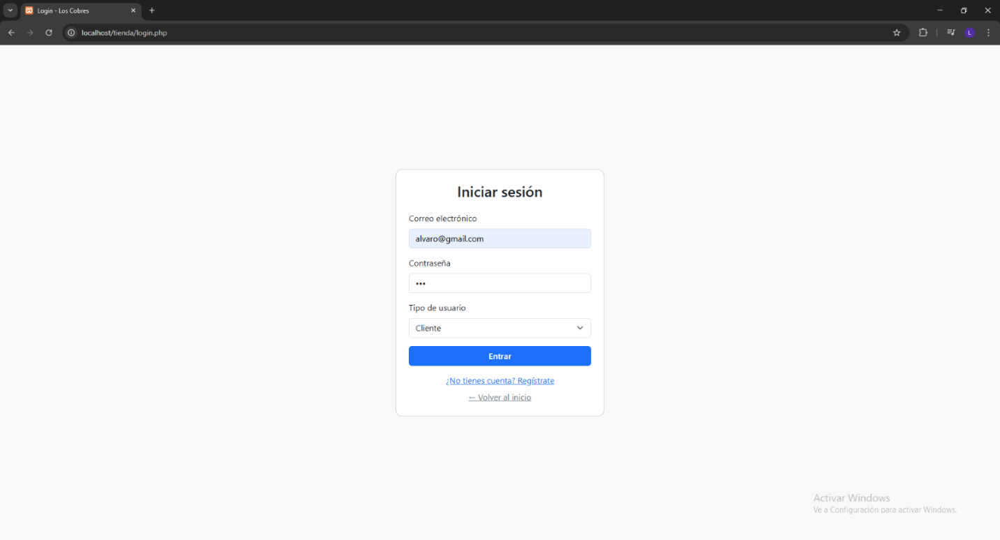 Login - Los Cobres
localhost/tienda/login.php
L
Iniciar sesión
Correo electrónico
alvaro@gmail.com
Contraseña
•••
Tipo de usuario
Cliente
Entrar
¿No tienes cuenta? Regístrate
← Volver al inicio
Activar Windows
Ve a Configuración para activar Windows.